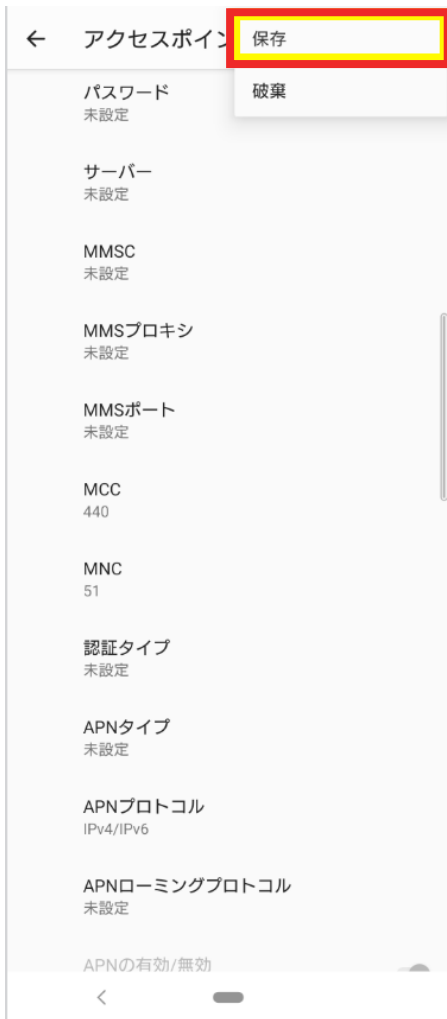 アクセスポイン
保存
破棄
パスワード
未設定
サーバー
未設定
MMSC
未設定
MMSプロキシ
未設定
MMSポート
未設定
MCC
440
MNC
51
認証タイプ
未設定
APNタイプ
未設定
APNプロトコル
IPv4/IPv6
APNローミングプロトコル
未設定
APNの有効/無効